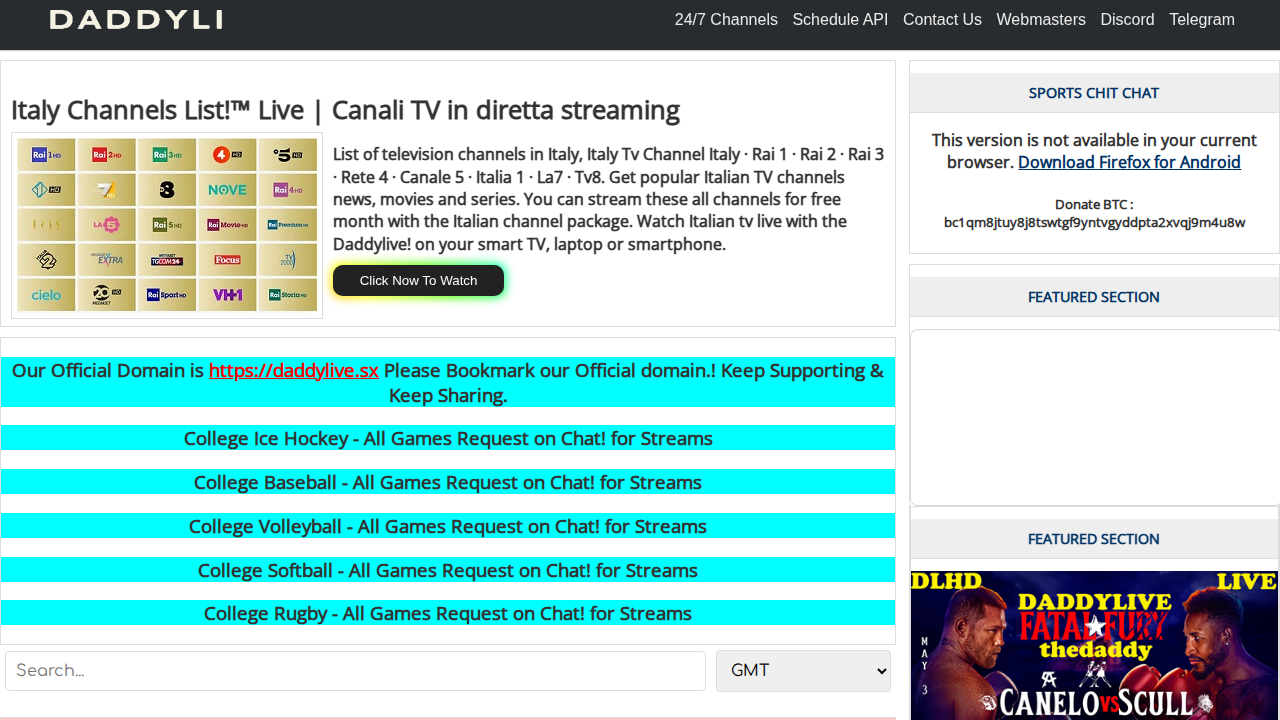 DADDYLI
24/7 Channels Schedule API Contact Us Webmasters Discord Telegram
Italy Channels List!™ Live | Canali TV in diretta streaming
Rai 1HD Rai 2HD Rai 3HD 4 HD 5 HD
HD 7 8 NOVE Rai 4HD
IRIS LA 5 Rai 5HD Rai Movie HD Rai Premium HD
2 MEDIASET EXTRA MEDIASET TGCOM24 Focus TV 2000
cielo 20 HD MEDIASET Rai Sport HD VH1 Rai Storia HD
List of television channels in Italy, Italy Tv Channel Italy · Rai 1 · Rai 2 · Rai 3
· Rete 4 · Canale 5 · Italia 1 · La7 · Tv8. Get popular Italian TV channels
news, movies and series. You can stream these all channels for free
month with the Italian channel package. Watch Italian tv live with the
Daddylive! on your smart TV, laptop or smartphone.
Click Now To Watch
Our Official Domain is https://daddylive.sx Please Bookmark our Official domain.! Keep Supporting &
Keep Sharing.
College Ice Hockey - All Games Request on Chat! for Streams
College Baseball - All Games Request on Chat! for Streams
College Volleyball - All Games Request on Chat! for Streams
College Softball - All Games Request on Chat! for Streams
College Rugby - All Games Request on Chat! for Streams
Search...
GMT
SPORTS CHIT CHAT
This version is not available in your current
browser. Download Firefox for Android
Donate BTC :
bc1qm8jtuy8j8tswtgf9yntvgyddpta2xvqj9m4u8w
FEATURED SECTION
FEATURED SECTION
DLHD LIVE
DADDYLIVE
FATAL FURY
thedaddy
MAY 3
CANELO VS SCULL